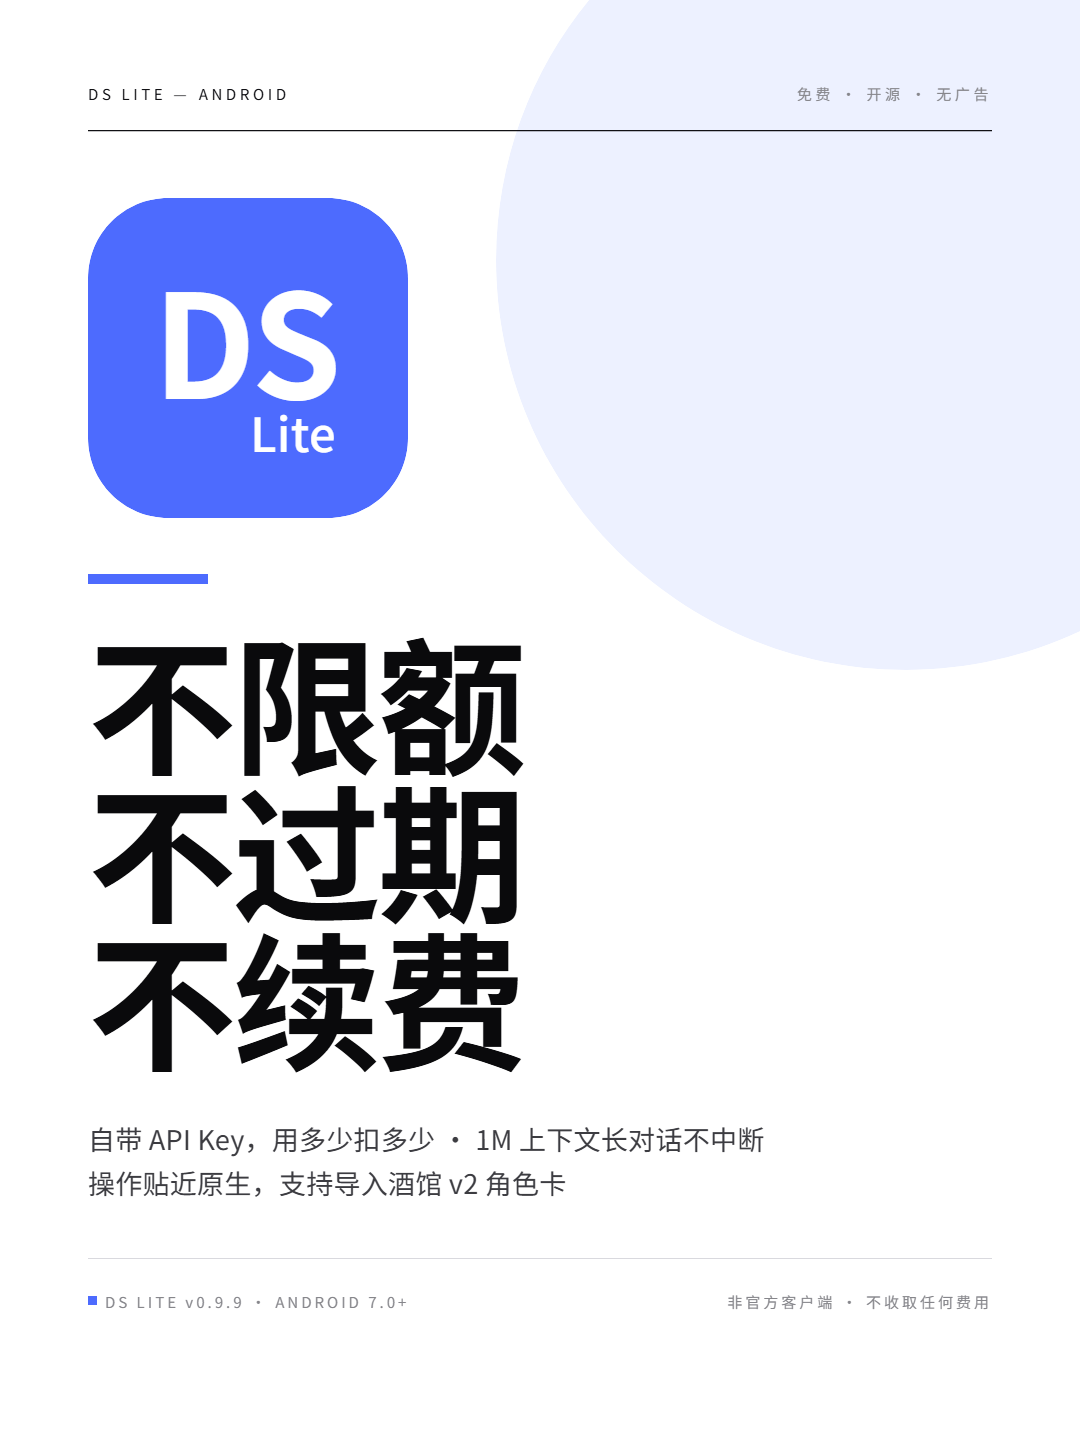 DS LITE — ANDROID
免费 · 开源 · 无广告
DS
Lite
不限额
不过期
不续费
自带 API Key，用多少扣多少 · 1M 上下文长对话不中断
操作贴近原生，支持导入酒馆 v2 角色卡
DS LITE v0.9.9 · ANDROID 7.0+
非官方客户端 · 不收取任何费用